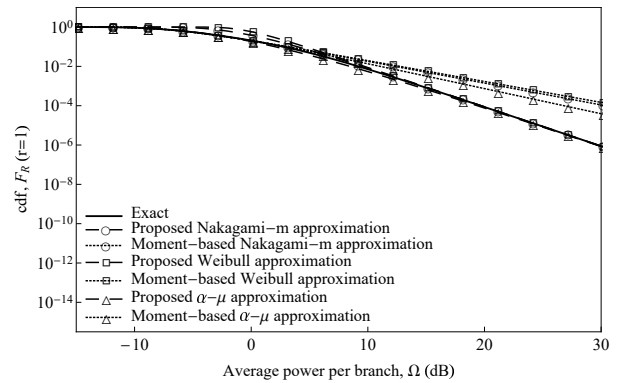 10⁰
10⁻²
10⁻⁴
10⁻⁶
10⁻⁸
10⁻¹⁰
10⁻¹²
10⁻¹⁴
cdf, F_R (r=1)
Exact
Proposed Nakagami−m approximation
Moment−based Nakagami−m approximation
Proposed Weibull approximation
Moment−based Weibull approximation
Proposed α−μ approximation
Moment−based α−μ approximation
−10 0 10 20 30
Average power per branch, Ω (dB)